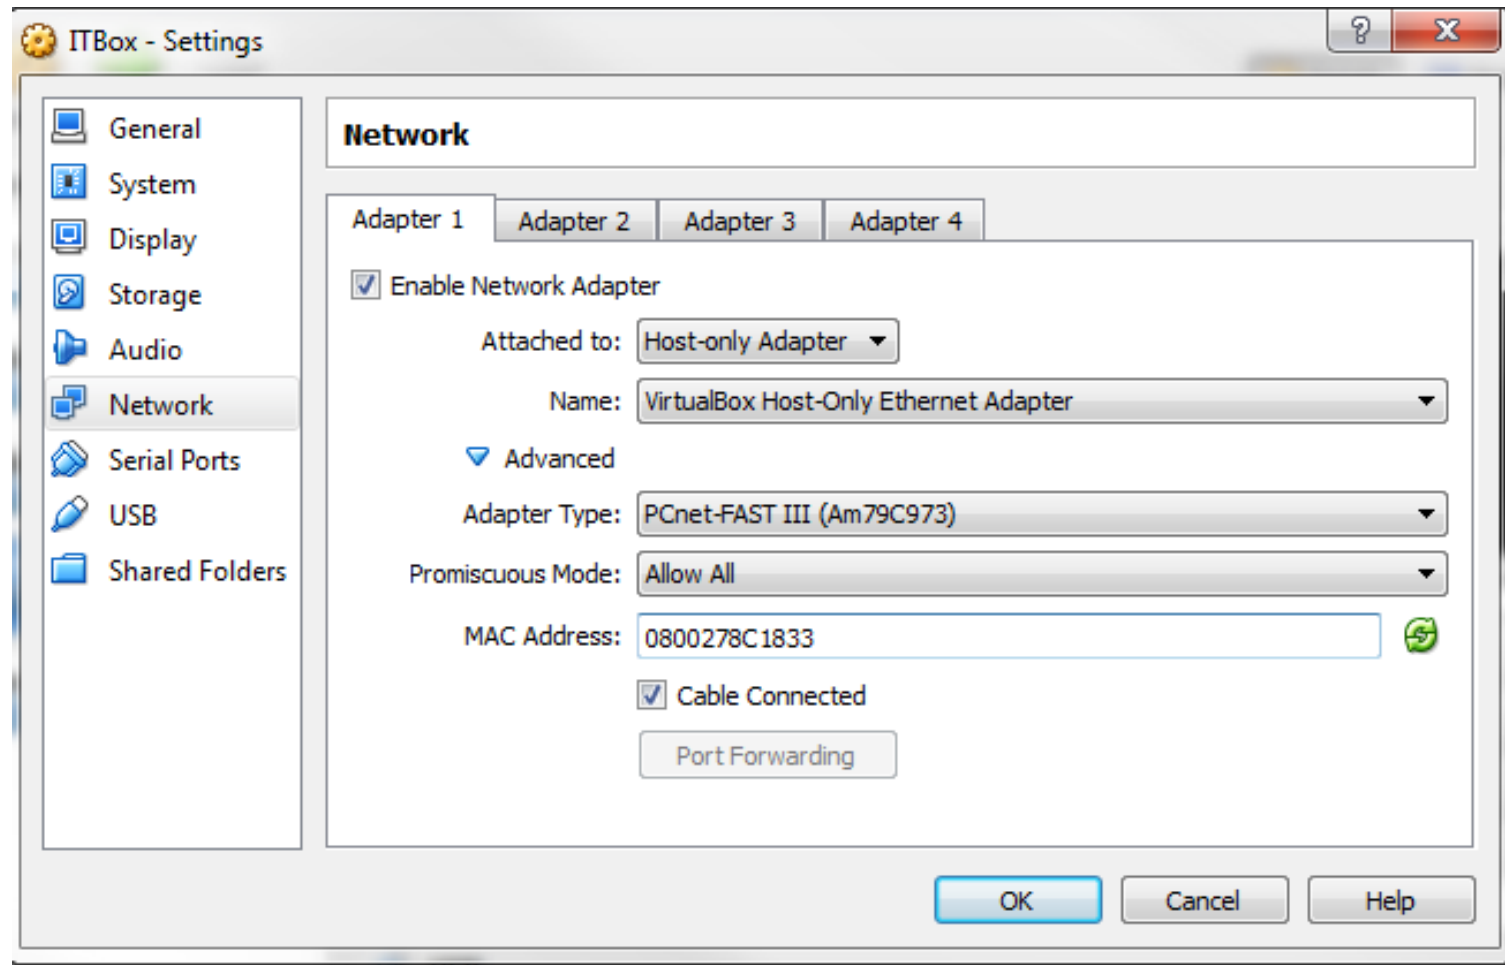 ITBox - Settings
General
System
Display
Storage
Audio
Network
Serial Ports
USB
Shared Folders
Network
Adapter 1 Adapter 2 Adapter 3 Adapter 4
Enable Network Adapter
Attached to: Host-only Adapter
Name: VirtualBox Host-Only Ethernet Adapter
Advanced
Adapter Type: PCnet-FAST III (Am79C973)
Promiscuous Mode: Allow All
MAC Address: 0800278C1833
Cable Connected
Port Forwarding
OK Cancel Help